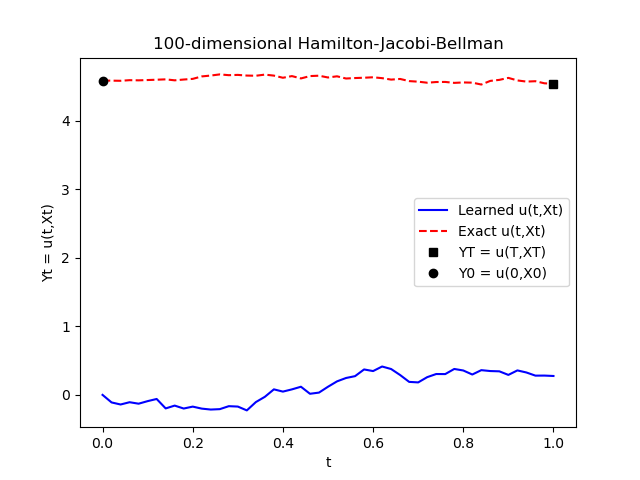 100-dimensional Hamilton-Jacobi-Bellman
Yt = u(t,Xt)
4
3
2
1
0
Learned u(t,Xt)
Exact u(t,Xt)
YT = u(T,XT)
Y0 = u(0,X0)
0.0 0.2 0.4 0.6 0.8 1.0
t